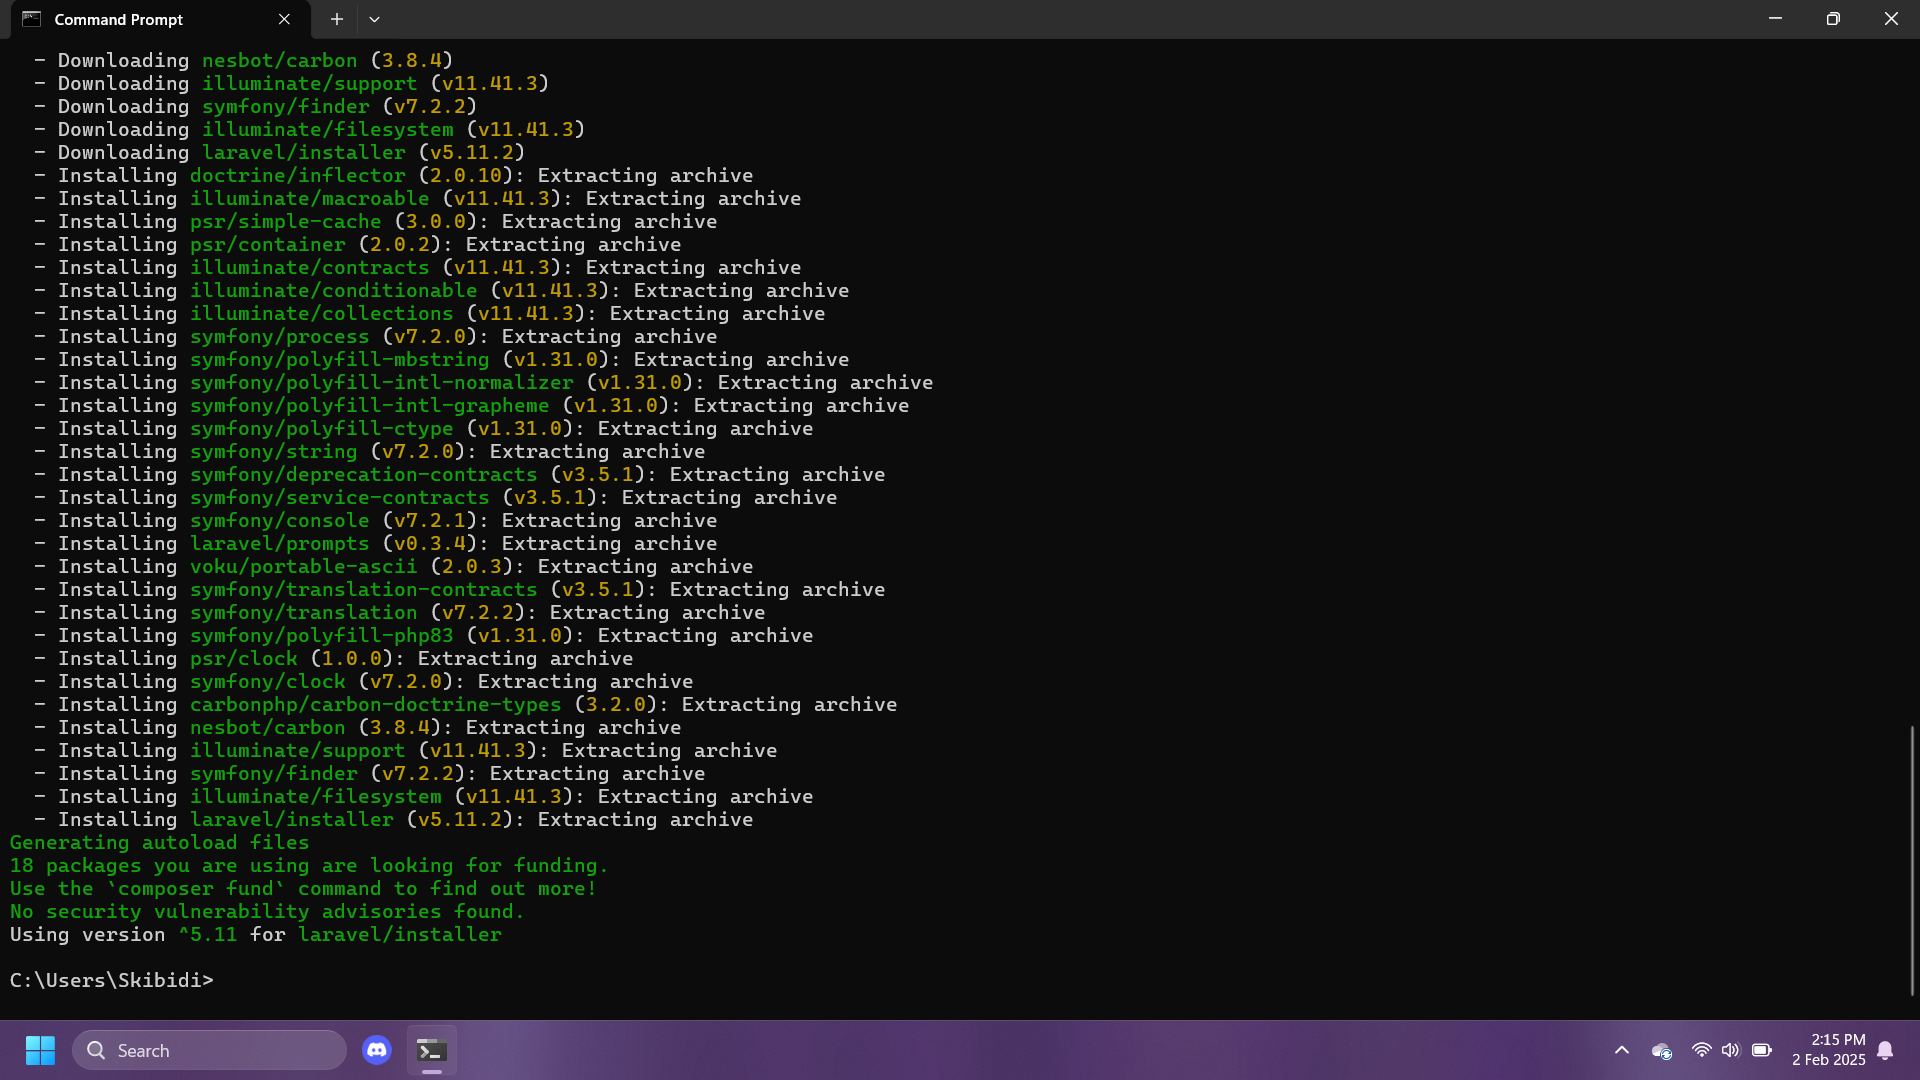 Command Prompt
- Downloading nesbot/carbon (3.8.4)
- Downloading illuminate/support (v11.41.3)
- Downloading symfony/finder (v7.2.2)
- Downloading illuminate/filesystem (v11.41.3)
- Downloading laravel/installer (v5.11.2)
- Installing doctrine/inflector (2.0.10): Extracting archive
- Installing illuminate/macroable (v11.41.3): Extracting archive
- Installing psr/simple-cache (3.0.0): Extracting archive
- Installing psr/container (2.0.2): Extracting archive
- Installing illuminate/contracts (v11.41.3): Extracting archive
- Installing illuminate/conditionable (v11.41.3): Extracting archive
- Installing illuminate/collections (v11.41.3): Extracting archive
- Installing symfony/process (v7.2.0): Extracting archive
- Installing symfony/polyfill-mbstring (v1.31.0): Extracting archive
- Installing symfony/polyfill-intl-normalizer (v1.31.0): Extracting archive
- Installing symfony/polyfill-intl-grapheme (v1.31.0): Extracting archive
- Installing symfony/polyfill-ctype (v1.31.0): Extracting archive
- Installing symfony/string (v7.2.0): Extracting archive
- Installing symfony/deprecation-contracts (v3.5.1): Extracting archive
- Installing symfony/service-contracts (v3.5.1): Extracting archive
- Installing symfony/console (v7.2.1): Extracting archive
- Installing laravel/prompts (v0.3.4): Extracting archive
- Installing voku/portable-ascii (2.0.3): Extracting archive
- Installing symfony/translation-contracts (v3.5.1): Extracting archive
- Installing symfony/translation (v7.2.2): Extracting archive
- Installing symfony/polyfill-php83 (v1.31.0): Extracting archive
- Installing psr/clock (1.0.0): Extracting archive
- Installing symfony/clock (v7.2.0): Extracting archive
- Installing carbonphp/carbon-doctrine-types (3.2.0): Extracting archive
- Installing nesbot/carbon (3.8.4): Extracting archive
- Installing illuminate/support (v11.41.3): Extracting archive
- Installing symfony/finder (v7.2.2): Extracting archive
- Installing illuminate/filesystem (v11.41.3): Extracting archive
- Installing laravel/installer (v5.11.2): Extracting archive
Generating autoload files
18 packages you are using are looking for funding.
Use the `composer fund` command to find out more!
No security vulnerability advisories found.
Using version ^5.11 for laravel/installer
C:\Users\Skibidi>
Search
2:15 PM
2 Feb 2025